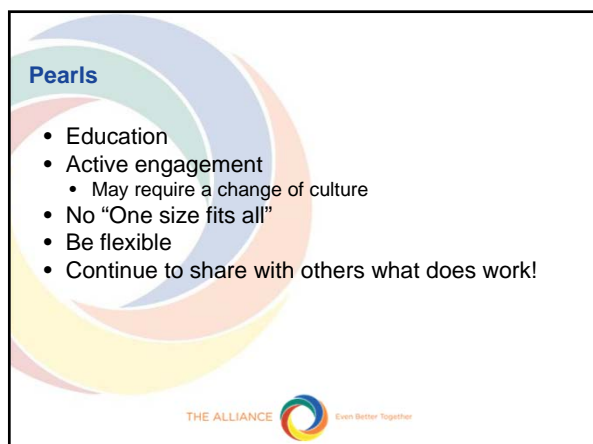 Pearls
• Education
• Active engagement
• May require a change of culture
• No “One size fits all”
• Be flexible
• Continue to share with others what does work!
THE ALLIANCE Even Better Together